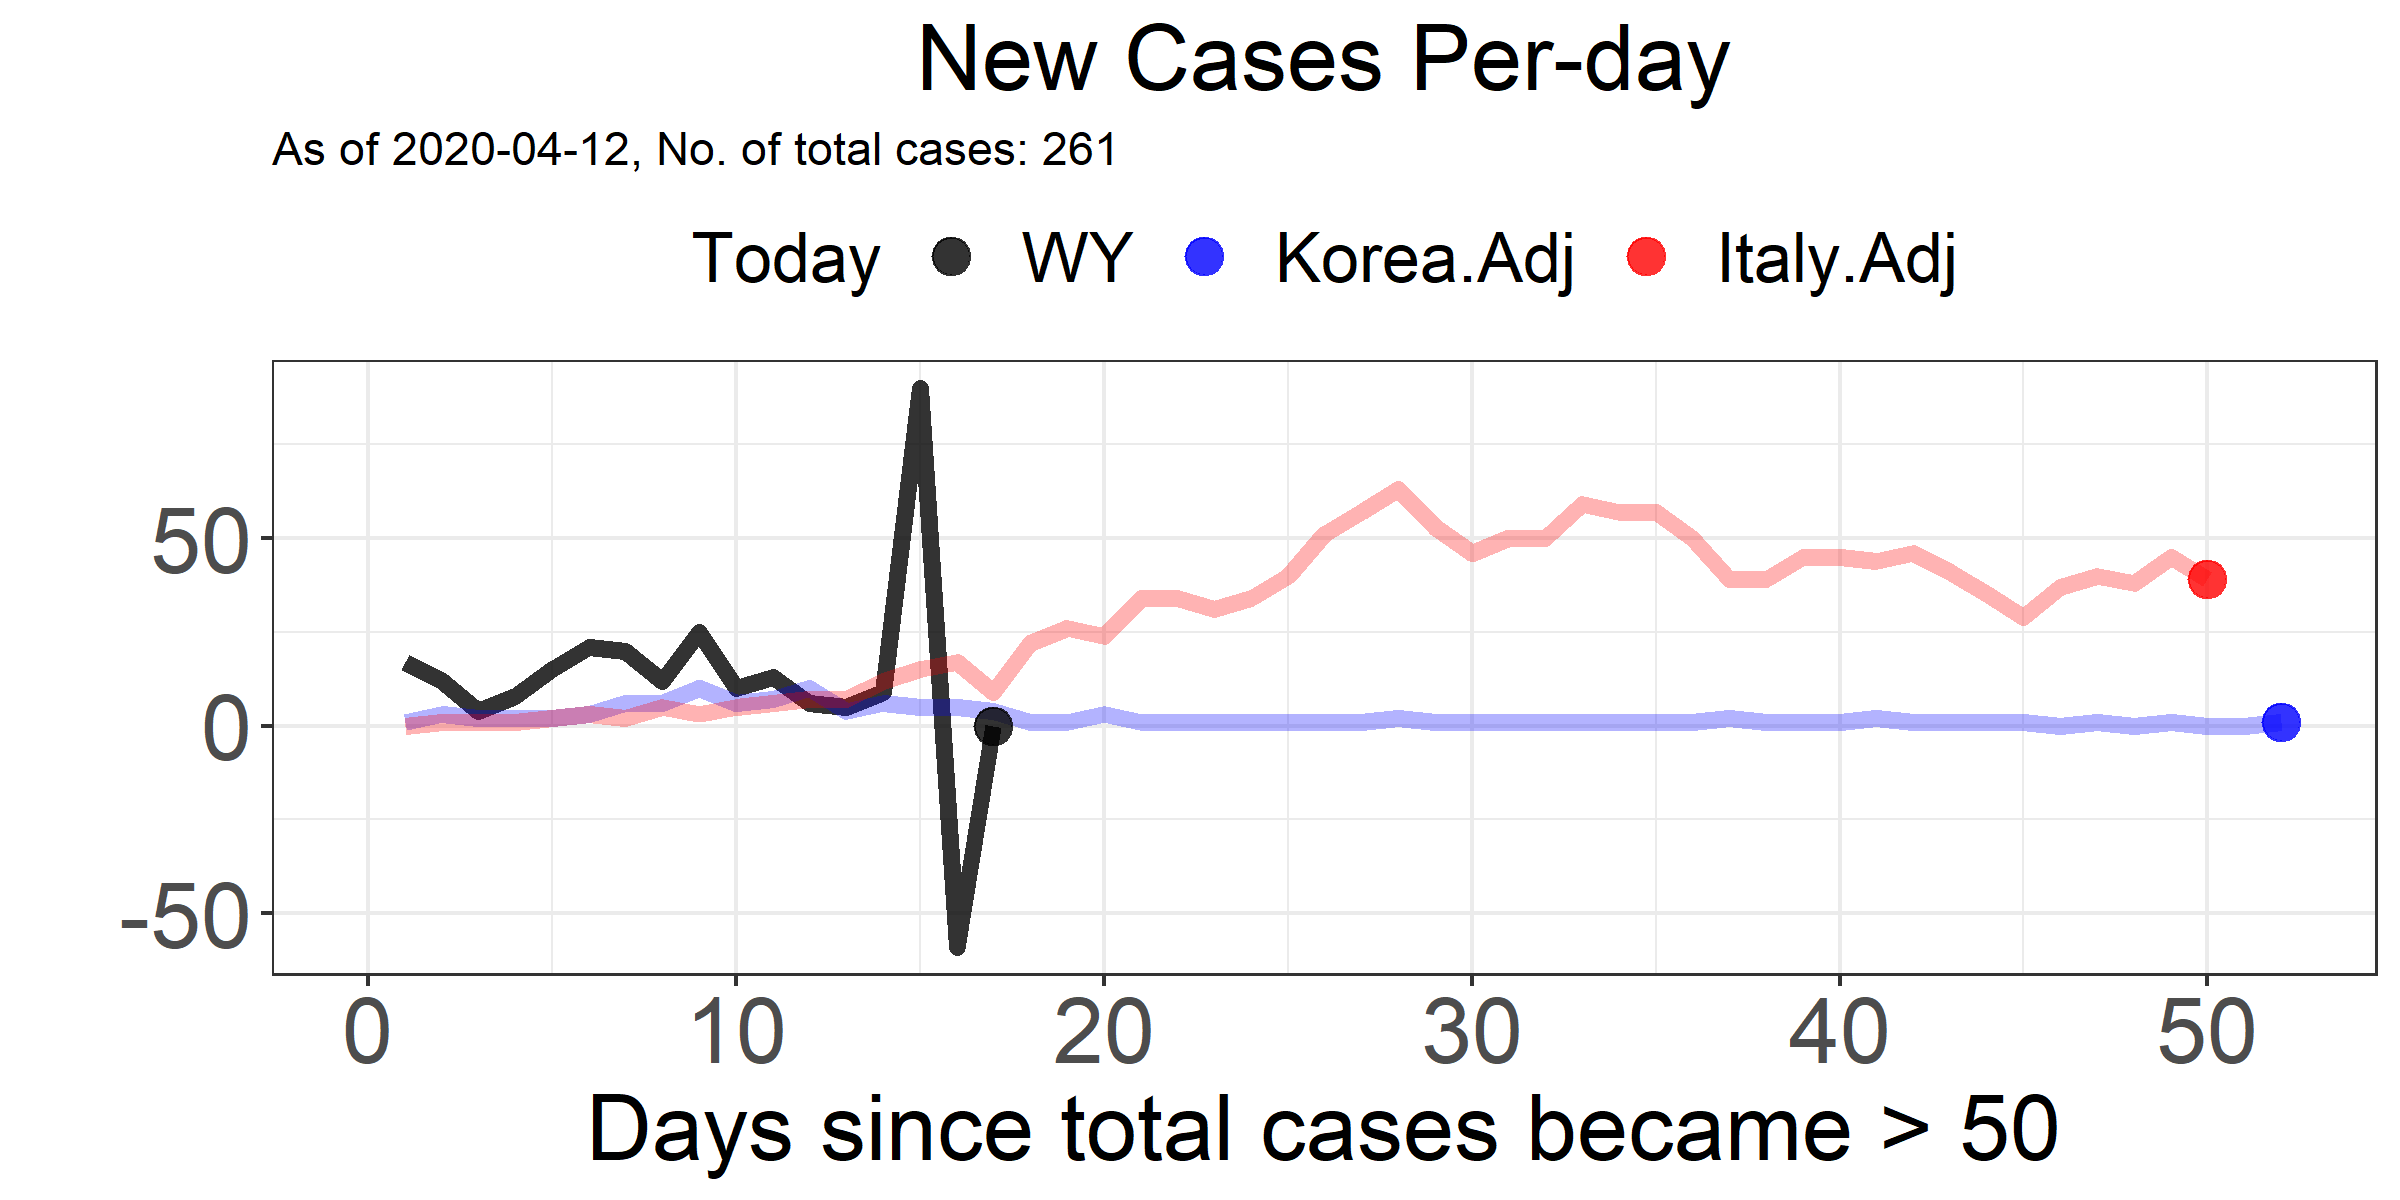 New Cases Per-day
As of 2020-04-12, No. of total cases: 261
Today WY Korea.Adj Italy.Adj
50
0
-50
0 10 20 30 40 50
Days since total cases became > 50